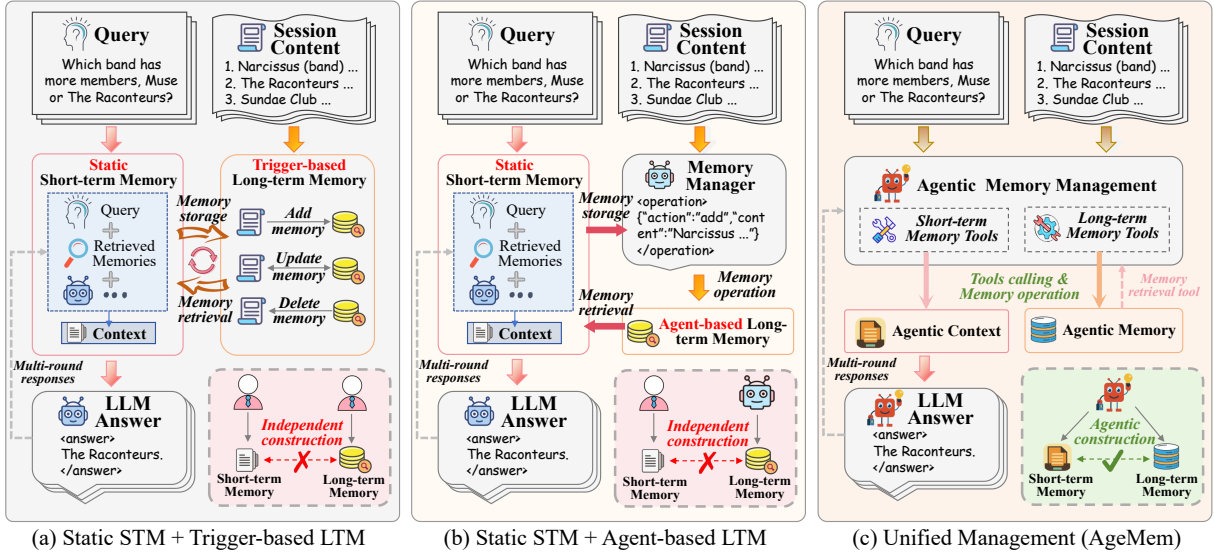 Query
Which band has
more members, Muse
or The Raconteurs?
Session
Content
1. Narcissus (band) ...
2. The Raconteurs ...
3. Sundae Club ...
Static
Short-term Memory
Query
Retrieved
Memories
...
Context
Memory
storage
Memory
retrieval
Trigger-based
Long-term Memory
Add
memory
Update
memory
Delete
memory
Multi-round
responses
LLM
Answer
<answer>
The Raconteurs.
</answer>
Independent
construction
Short-term
Memory
Long-term
Memory
(a) Static STM + Trigger-based LTM
Query
Which band has
more members, Muse
or The Raconteurs?
Session
Content
1. Narcissus (band) ...
2. The Raconteurs ...
3. Sundae Club ...
Static
Short-term Memory
Query
Retrieved
Memories
...
Context
Memory
storage
Memory
Manager
<operation>
{"action":"add","cont
ent":"Narcissus ..."}
</operation>
Memory
operation
Memory
retrieval
Agent-based Long-
term Memory
Multi-round
responses
LLM
Answer
<answer>
The Raconteurs.
</answer>
Independent
construction
Short-term
Memory
Long-term
Memory
(b) Static STM + Agent-based LTM
Query
Which band has
more members, Muse
or The Raconteurs?
Session
Content
1. Narcissus (band) ...
2. The Raconteurs ...
3. Sundae Club ...
Agentic Memory Management
Short-term
Memory Tools
Long-term
Memory Tools
Tools calling &
Memory operation
Memory
retrieval tool
Agentic Context
Agentic Memory
Multi-round
responses
LLM
Answer
<answer>
The Raconteurs.
</answer>
Agentic
construction
Short-term
Memory
Long-term
Memory
(c) Unified Management (AgeMem)